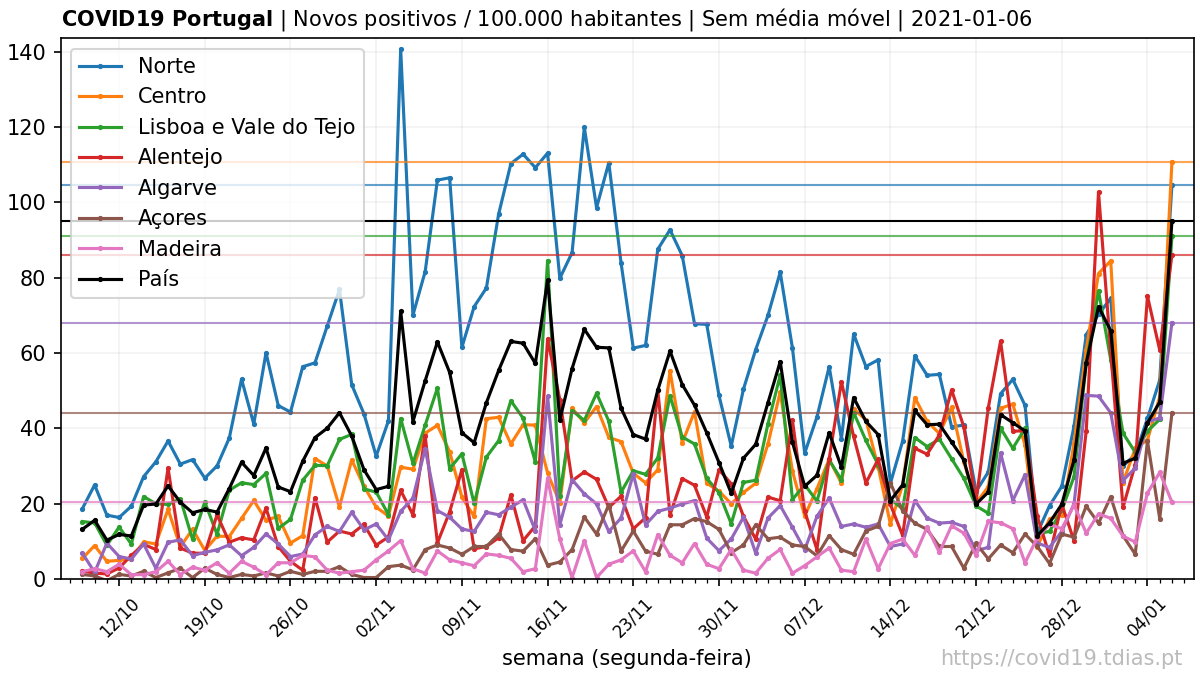 COVID19 Portugal | Novos positivos / 100.000 habitantes | Sem média móvel | 2021-01-06
140
120
100
80
60
40
20
0
Norte
Centro
Lisboa e Vale do Tejo
Alentejo
Algarve
Açores
Madeira
País
12/10
19/10
26/10
02/11
09/11
16/11
23/11
30/11
07/12
14/12
21/12
28/12
04/01
semana (segunda-feira)
https://covid19.tdias.pt